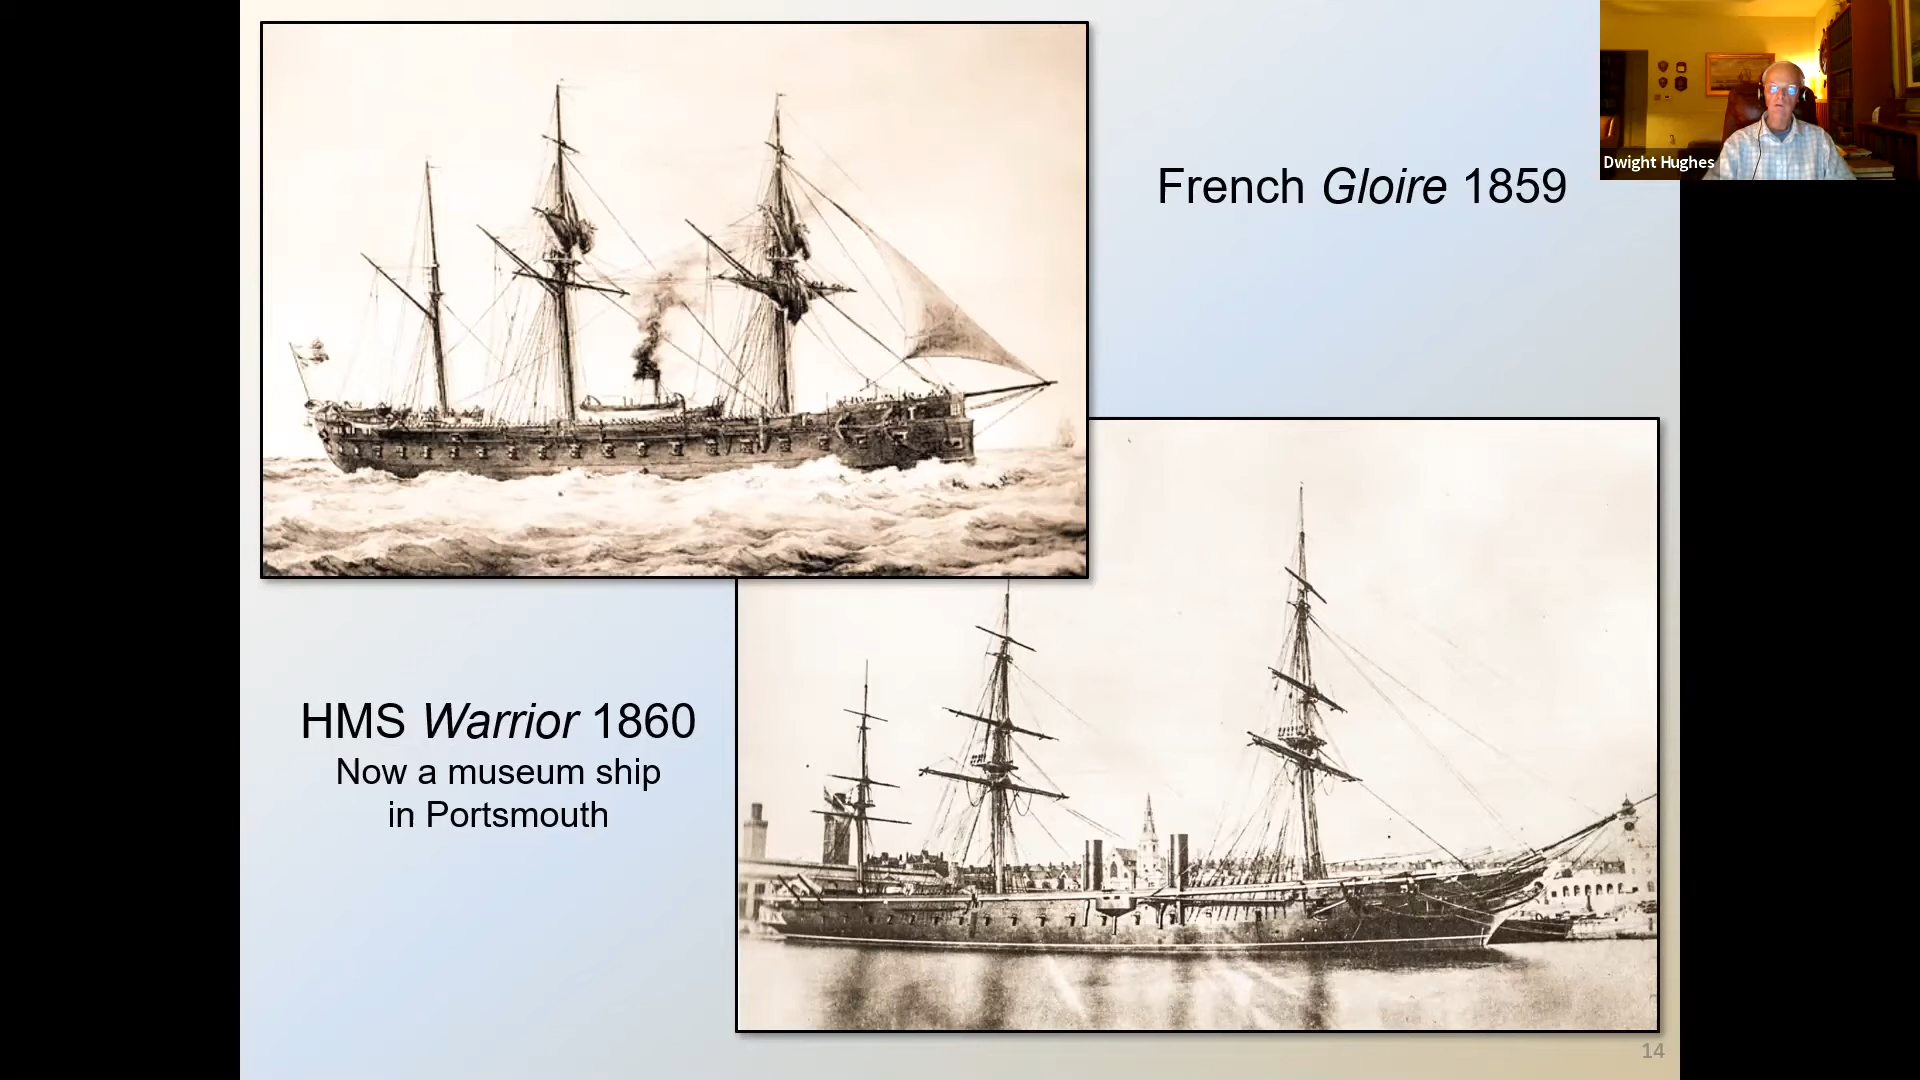 French Gloire 1859
Dwight Hughes
HMS Warrior 1860
Now a museum ship
in Portsmouth
14